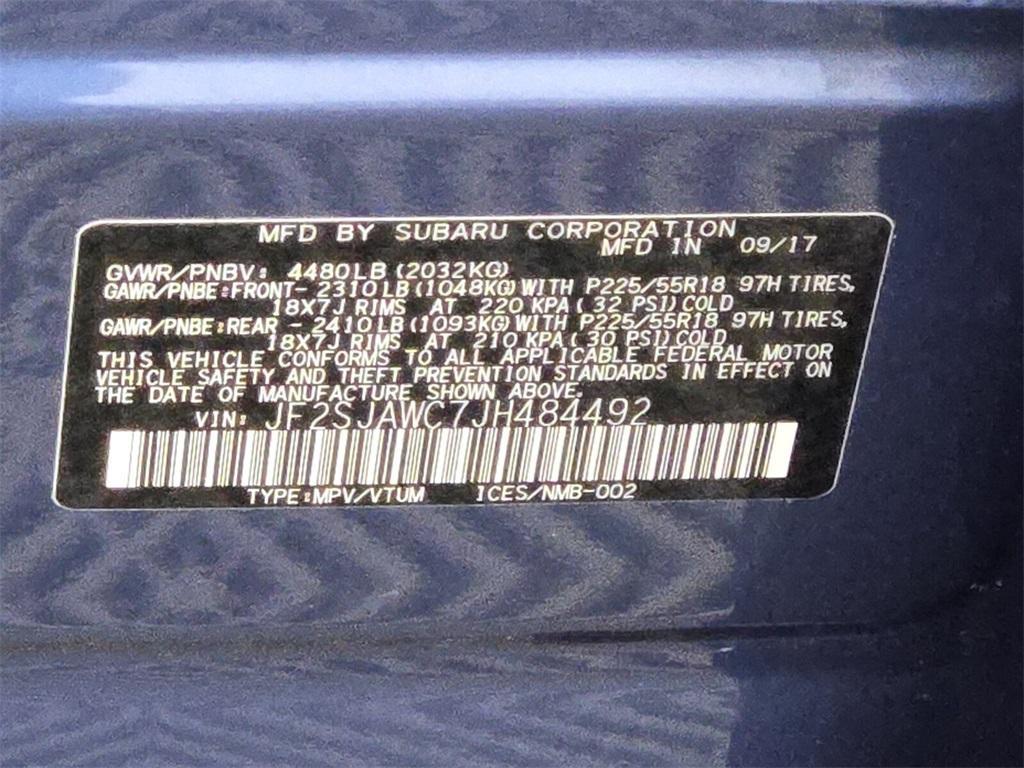 MFD BY SUBARU CORPORATION
MFD IN 09/17
GVWR/PNBV: 4480LB (2032KG)
GAWR/PNBE:FRONT- 2310LB (1048KG) WITH P225/55R18 97H TIRES,
18X7J RIMS AT 220 KPA ( 32 PSI) COLD
GAWR/PNBE:REAR - 2410LB (1093KG) WITH P225/55R18 97H TIRES,
18X7J RIMS AT 210 KPA ( 30 PSI) COLD
THIS VEHICLE CONFORMS TO ALL APPLICABLE FEDERAL MOTOR
VEHICLE SAFETY AND THEFT PREVENTION STANDARDS IN EFFECT ON
THE DATE OF MANUFACTURE SHOWN ABOVE.
VIN: JF2SJAWC7JH484492
TYPE:MPV/VTUM ICES/NMB-002